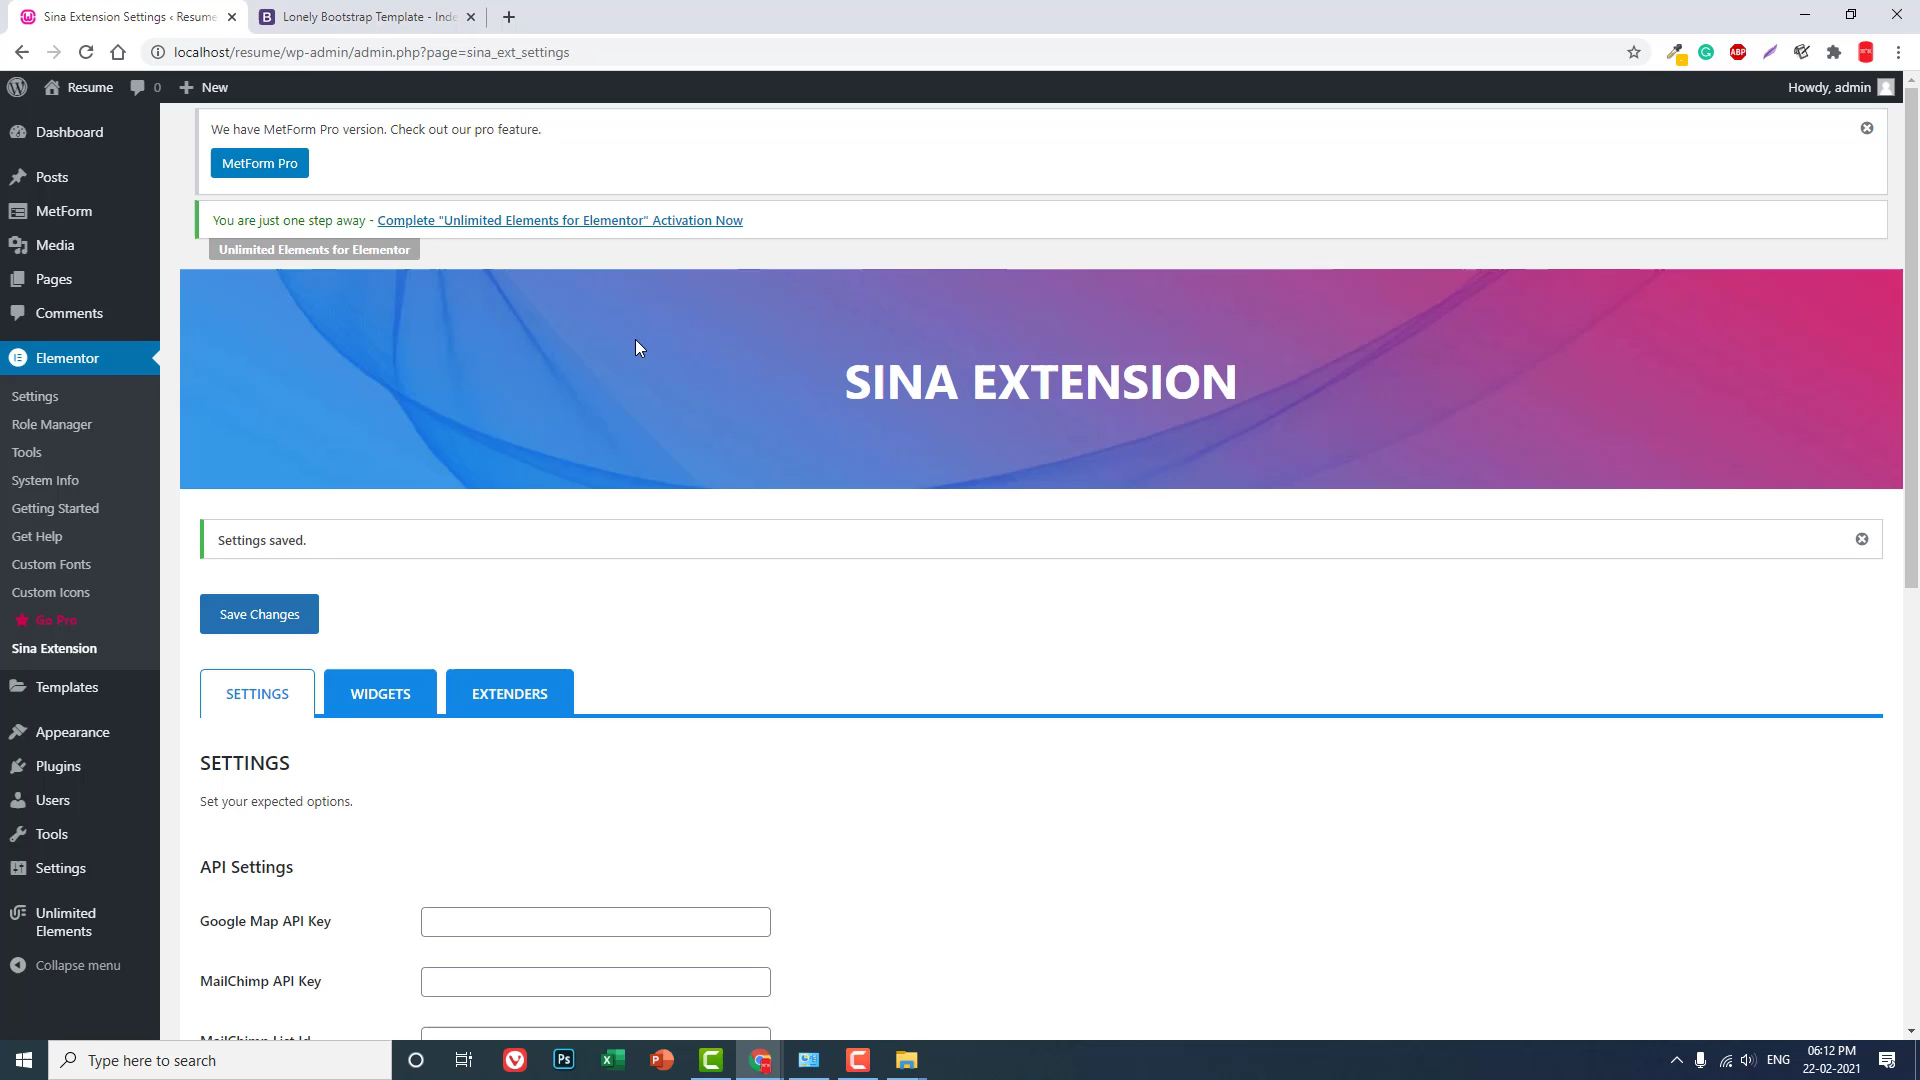 Sina Extension Settings ‹ Resume
Lonely Bootstrap Template - Inde
localhost/resume/wp-admin/admin.php?page=sina_ext_settings
ABP
Resume
0
New
Howdy, admin
Dashboard
Posts
MetForm
Media
Pages
Comments
Elementor
Settings
Role Manager
Tools
System Info
Getting Started
Get Help
Custom Fonts
Custom Icons
Go Pro
Sina Extension
Templates
Appearance
Plugins
Users
Tools
Settings
Unlimited
Elements
Collapse menu
We have MetForm Pro version. Check out our pro feature.
MetForm Pro
You are just one step away - Complete "Unlimited Elements for Elementor" Activation Now
Unlimited Elements for Elementor
SINA EXTENSION
Settings saved.
Save Changes
SETTINGS
WIDGETS
EXTENDERS
SETTINGS
Set your expected options.
API Settings
Google Map API Key
MailChimp API Key
MailChimp List Id
Type here to search
Ps
ENG
06:12 PM
22-02-2021